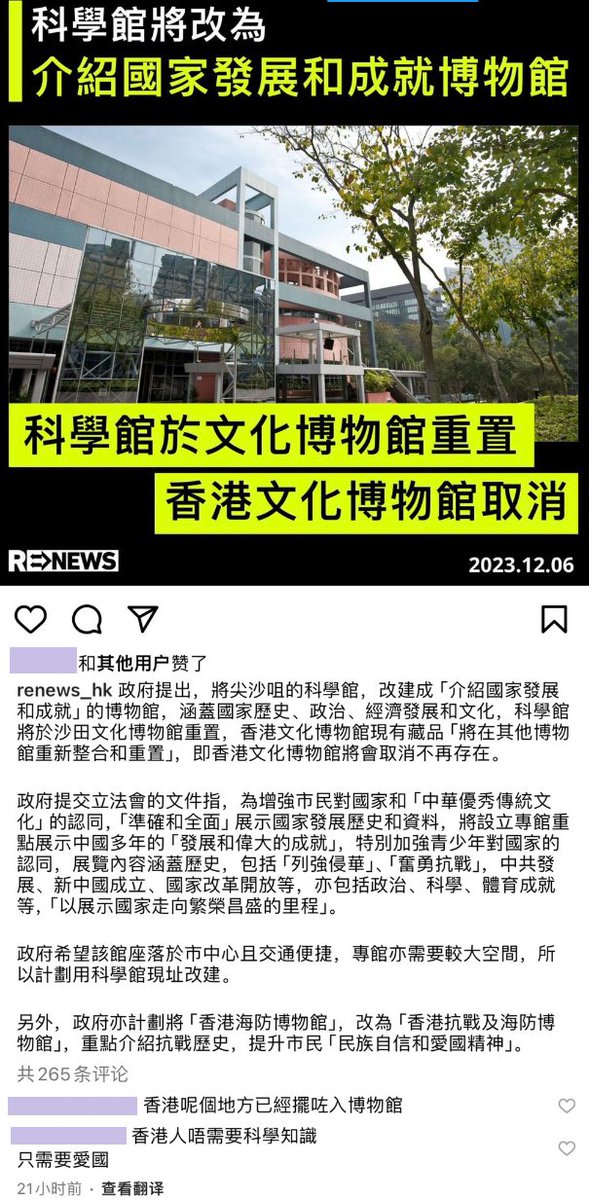 科學館將改為
介紹國家發展和成就博物館
科學館於文化博物館重置
香港文化博物館取消
RE>NEWS
2023.12.06
和其他用户赞了
renews_hk 政府提出，將尖沙咀的科學館，改建成「介紹國家發展
和成就」的博物館，涵蓋國家歷史、政治、經濟發展和文化，科學館
將於沙田文化博物館重置，香港文化博物館現有藏品「將在其他博物
館重新整合和重置」，即香港文化博物館將會取消不再存在。
政府提交立法會的文件指，為增強市民對國家和「中華優秀傳統文
化」的認同，「準確和全面」展示國家發展歷史和資料，將設立專館重
點展示中國多年的「發展和偉大的成就」，特別加強青少年對國家的
認同，展覽內容涵蓋歷史，包括「列強侵華」、「奮勇抗戰」，中共發
展、新中國成立、國家改革開放等，亦包括政治、科學、體育成就
等，「以展示國家走向繁榮昌盛的里程」。
政府希望該館座落於市中心且交通便捷，專館亦需要較大空間，所
以計劃用科學館現址改建。
另外，政府亦計劃將「香港海防博物館」，改為「香港抗戰及海防博
物館」，重點介紹抗戰歷史，提升市民「民族自信和愛國精神」。
共265条评论
香港呢個地方已經擺咗入博物館
香港人唔需要科學知識
只需要愛國
21小时前 · 查看翻译